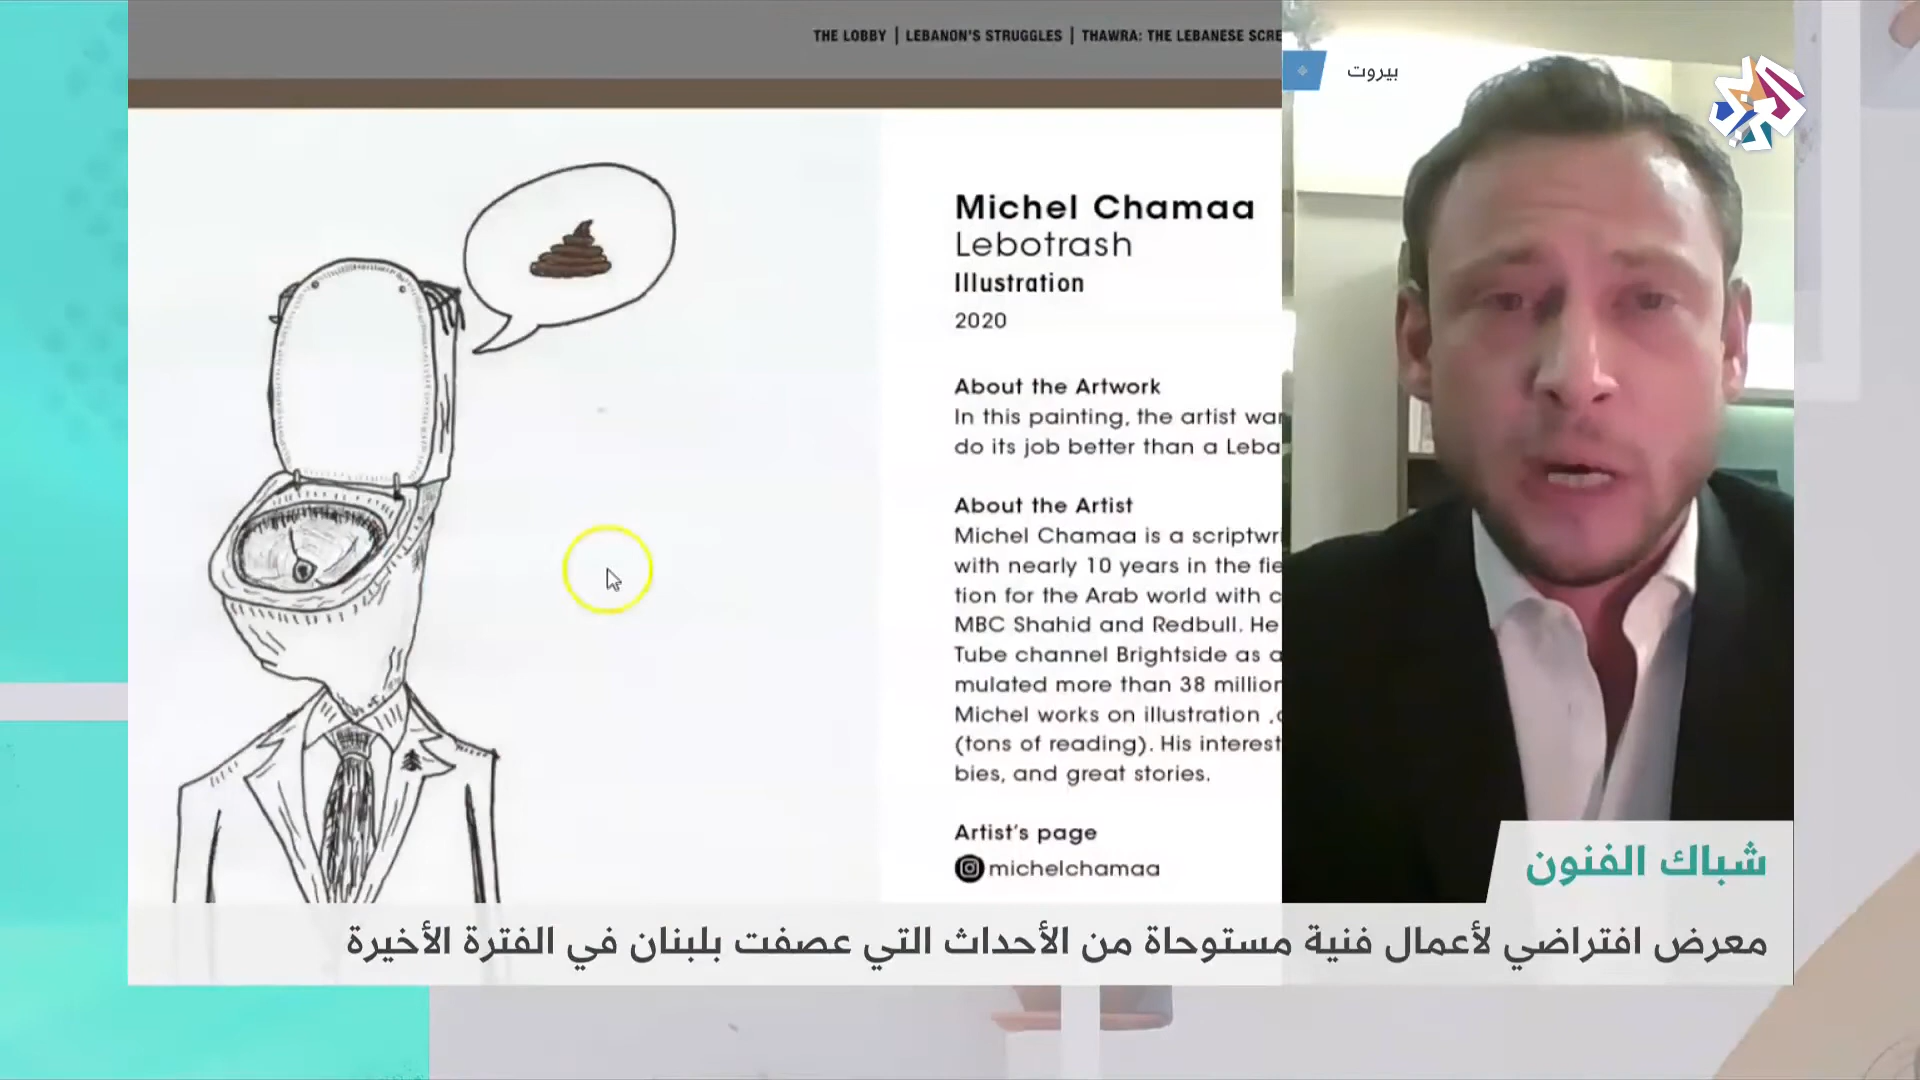 THE LOBBY | LEBANON'S STRUGGLES | THAWRA: THE LEBANESE SCRE
بيروت
Michel Chamaa
Lebotrash
Illustration
2020
About the Artwork
In this painting, the artist wan
do its job better than a Leba
About the Artist
Michel Chamaa is a scriptwri
with nearly 10 years in the fie
tion for the Arab world with c
MBC Shahid and Redbull. He
Tube channel Brightside as a
mulated more than 38 million
Michel works on illustration ,c
(tons of reading). His interest
bies, and great stories.
Artist's page
michelchamaa
شباك الفنون
معرض افتراضي لأعمال فنية مستوحاة من الأحداث التي عصفت بلبنان في الفترة الأخيرة